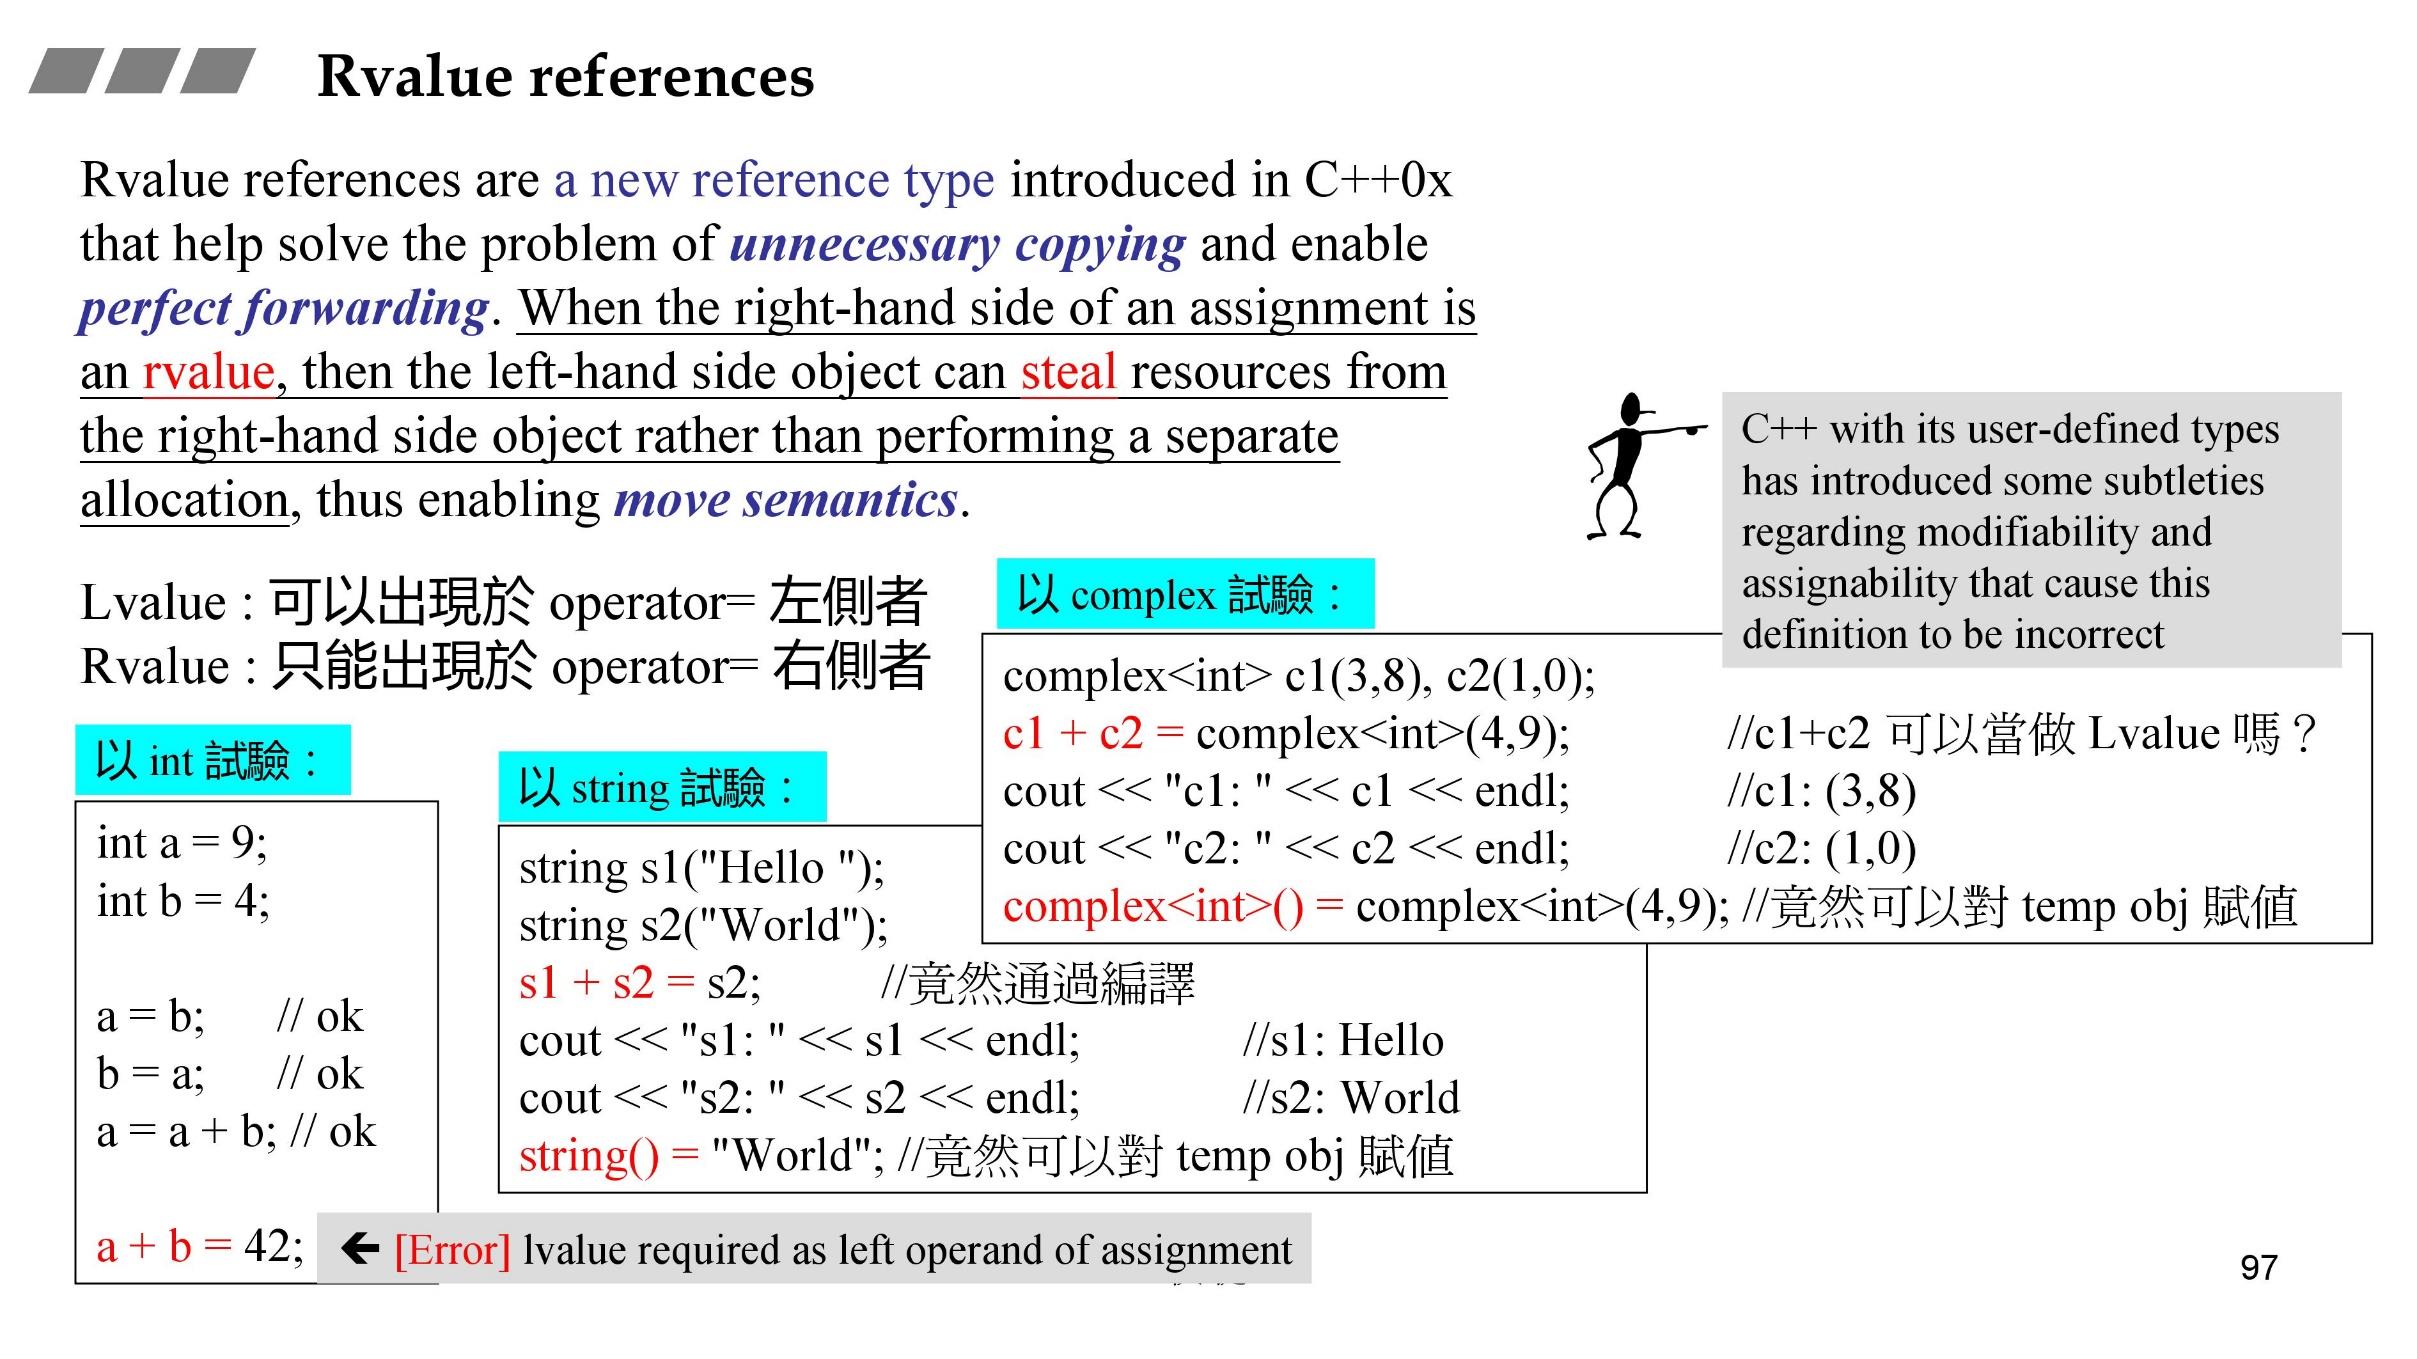 Rvalue references
Rvalue references are a new reference type introduced in C++0x
that help solve the problem of unnecessary copying and enable
perfect forwarding. When the right-hand side of an assignment is
an rvalue, then the left-hand side object can steal resources from
the right-hand side object rather than performing a separate
allocation, thus enabling move semantics.
C++ with its user-defined types
has introduced some subtleties
regarding modifiability and
assignability that cause this
definition to be incorrect
Lvalue : 可以出現於 operator= 左側者
Rvalue : 只能出現於 operator= 右側者
以 int 試驗：
int a = 9;
int b = 4;
a = b; // ok
b = a; // ok
a = a + b; // ok
a + b = 42;
🡸 [Error] lvalue required as left operand of assignment
以 string 試驗：
string s1("Hello ");
string s2("World");
s1 + s2 = s2; //竟然通過編譯
cout << "s1: " << s1 << endl; //s1: Hello
cout << "s2: " << s2 << endl; //s2: World
string() = "World"; //竟然可以對 temp obj 賦值
以 complex 試驗：
complex<int> c1(3,8), c2(1,0);
c1 + c2 = complex<int>(4,9); //c1+c2 可以當做 Lvalue 嗎？
cout << "c1: " << c1 << endl; //c1: (3,8)
cout << "c2: " << c2 << endl; //c2: (1,0)
complex<int>() = complex<int>(4,9); //竟然可以對 temp obj 賦值
97